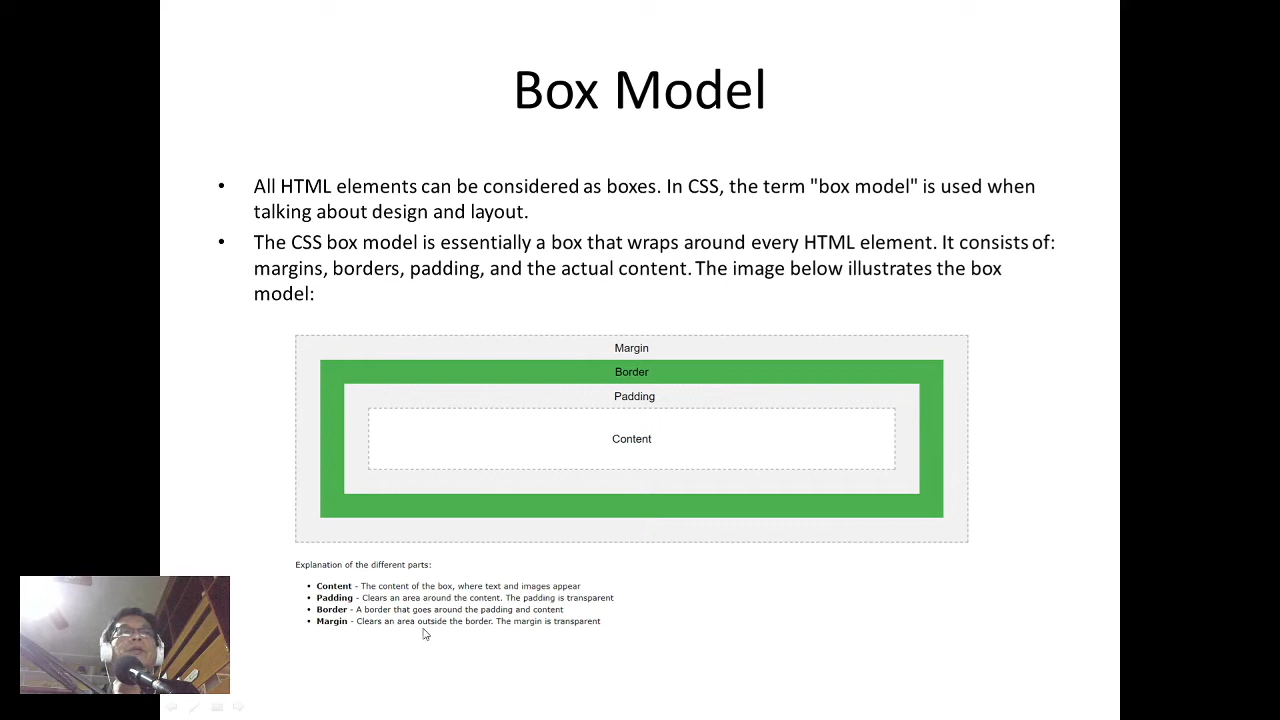 Box Model
• All HTML elements can be considered as boxes. In CSS, the term "box model" is used when
talking about design and layout.
• The CSS box model is essentially a box that wraps around every HTML element. It consists of:
margins, borders, padding, and the actual content. The image below illustrates the box
model:
Margin
Border
Padding
Content
Explanation of the different parts:
• Content - The content of the box, where text and images appear
• Padding - Clears an area around the content. The padding is transparent
• Border - A border that goes around the padding and content
• Margin - Clears an area outside the border. The margin is transparent